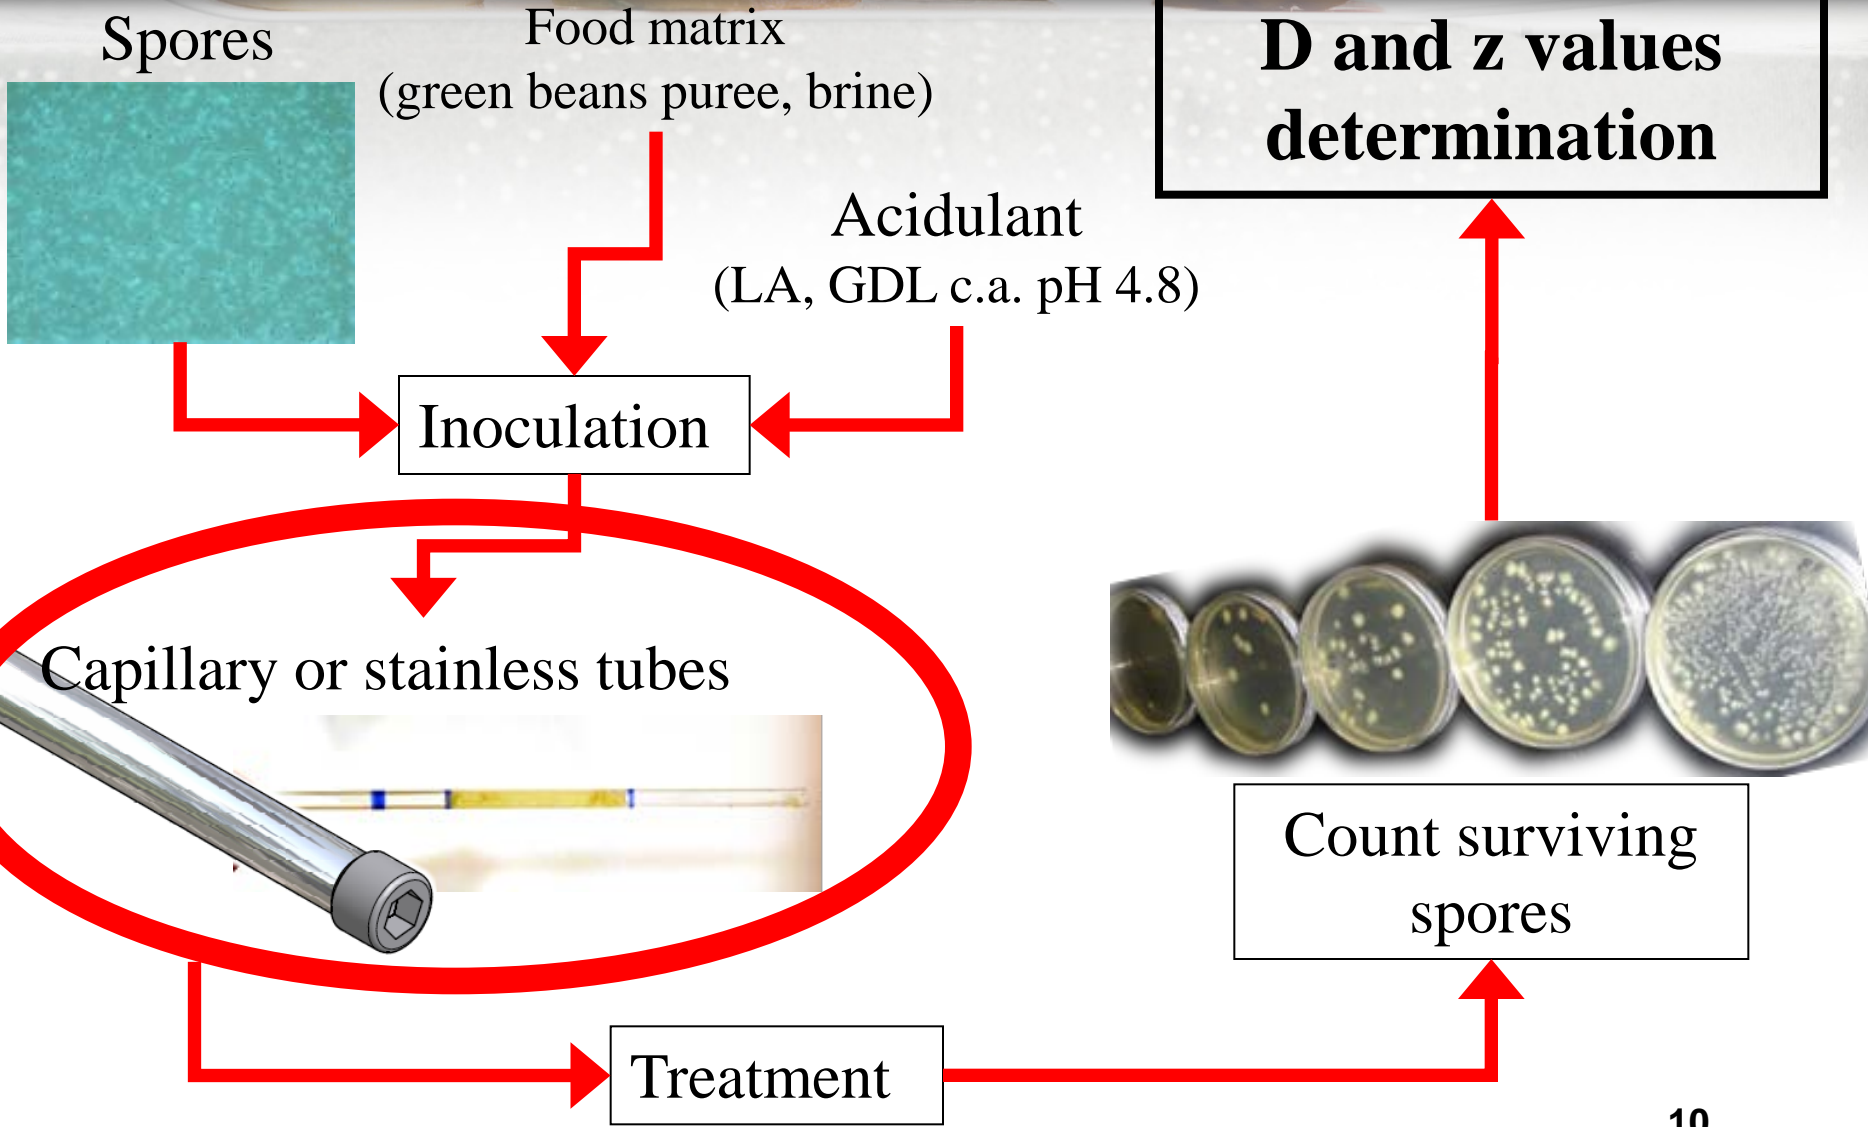 Spores
Food matrix
(green beans puree, brine)
D and z values
determination
Acidulant
(LA, GDL c.a. pH 4.8)
Inoculation
Capillary or stainless tubes
Count surviving
spores
Treatment
10